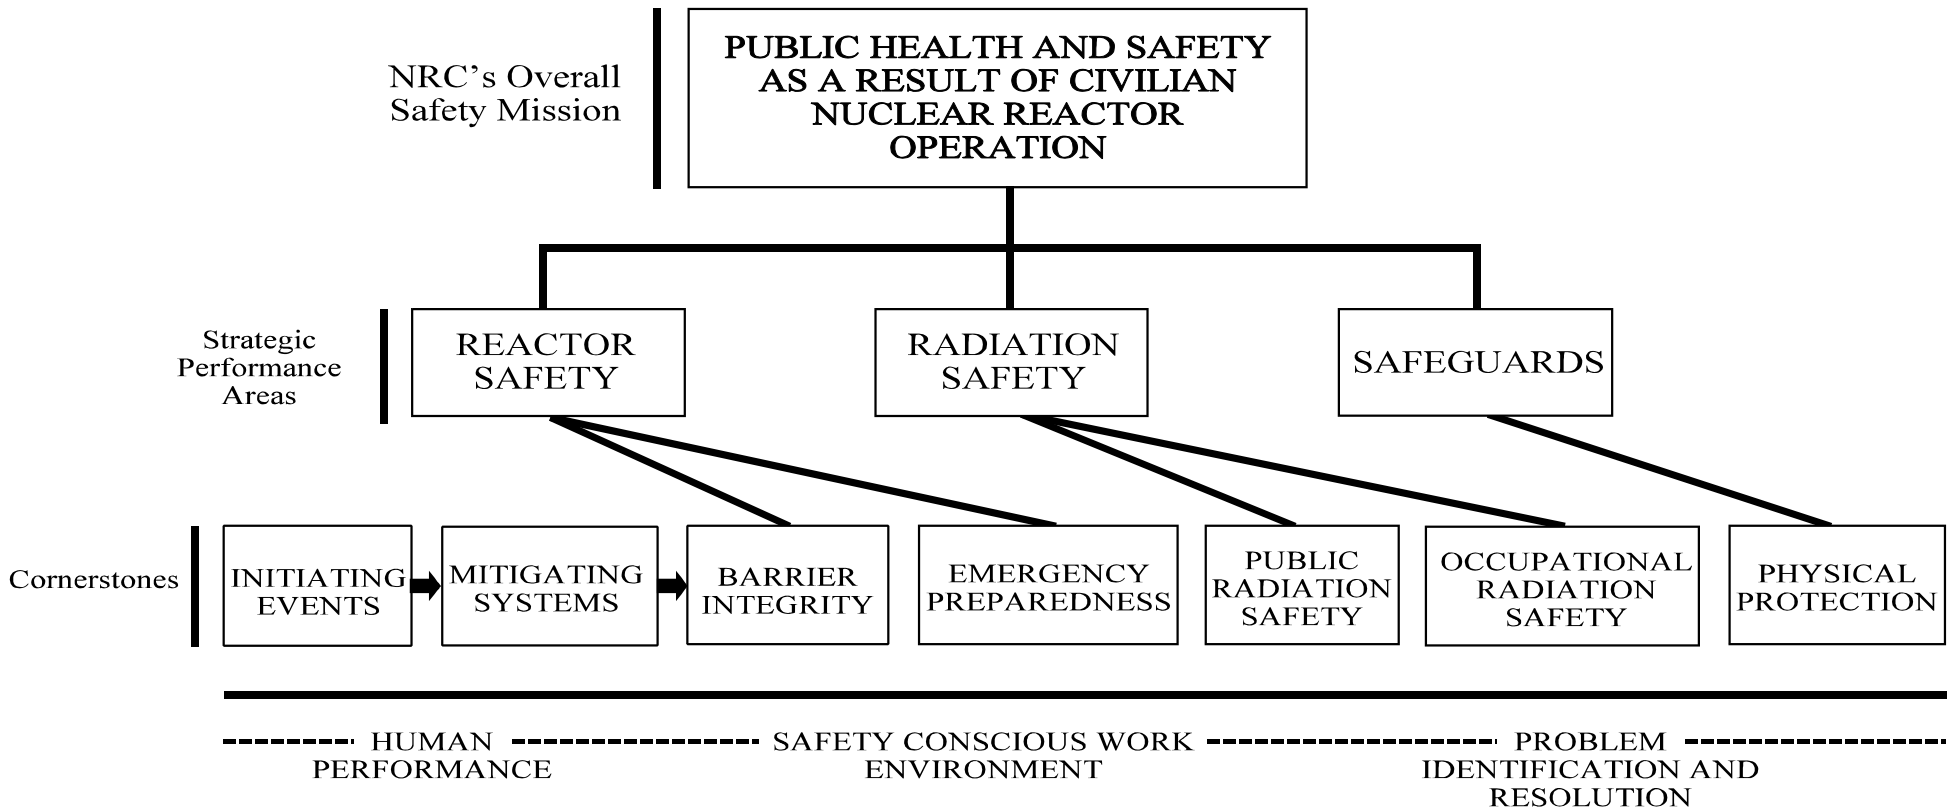 NRC's Overall
Safety Mission
PUBLIC HEALTH AND SAFETY
AS A RESULT OF CIVILIAN
NUCLEAR REACTOR
OPERATION
Strategic
Performance
Areas
REACTOR
SAFETY
RADIATION
SAFETY
SAFEGUARDS
Cornerstones
INITIATING
EVENTS
MITIGATING
SYSTEMS
BARRIER
INTEGRITY
EMERGENCY
PREPAREDNESS
PUBLIC
RADIATION
SAFETY
OCCUPATIONAL
RADIATION
SAFETY
PHYSICAL
PROTECTION
HUMAN
PERFORMANCE
SAFETY CONSCIOUS WORK
ENVIRONMENT
PROBLEM
IDENTIFICATION AND
RESOLUTION